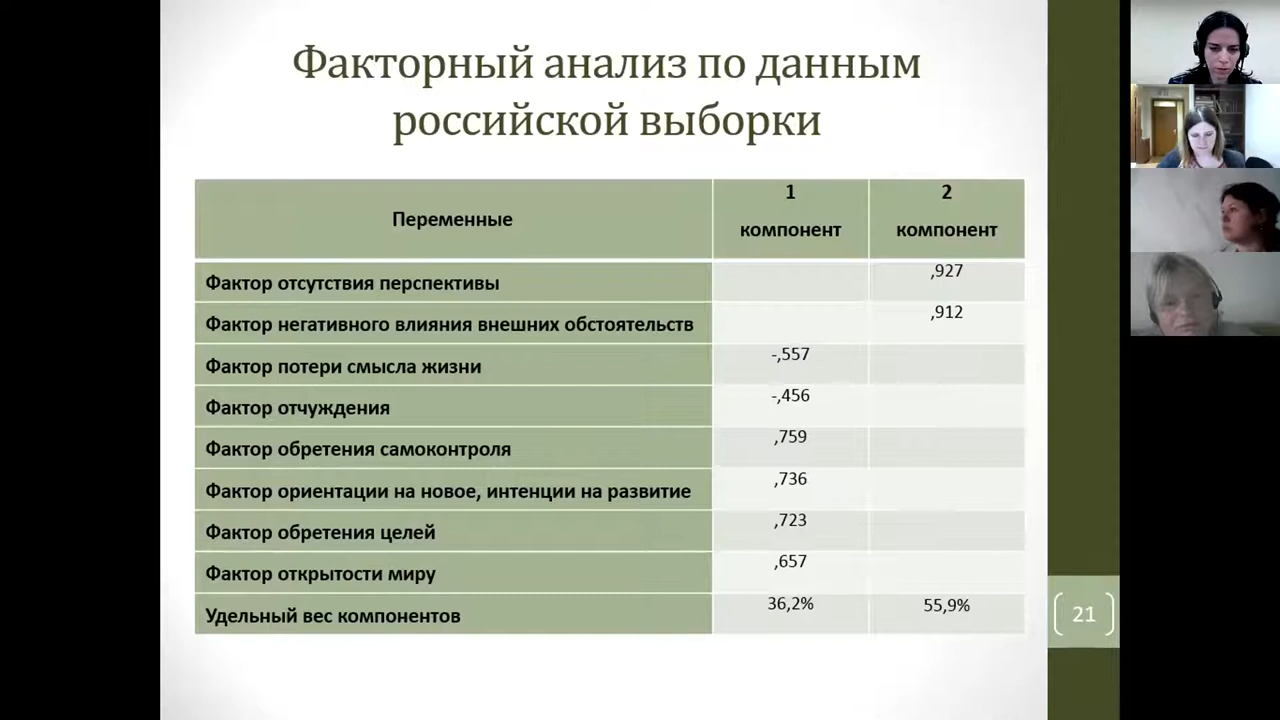 Факторный анализ по данным
российской выборки
Переменные
1
компонент
2
компонент
Фактор отсутствия перспективы
,927
Фактор негативного влияния внешних обстоятельств
,912
Фактор потери смысла жизни
-,557
Фактор отчуждения
-,456
Фактор обретения самоконтроля
,759
Фактор ориентации на новое, интенции на развитие
,736
Фактор обретения целей
,723
Фактор открытости миру
,657
Удельный вес компонентов
36,2%
55,9%
21